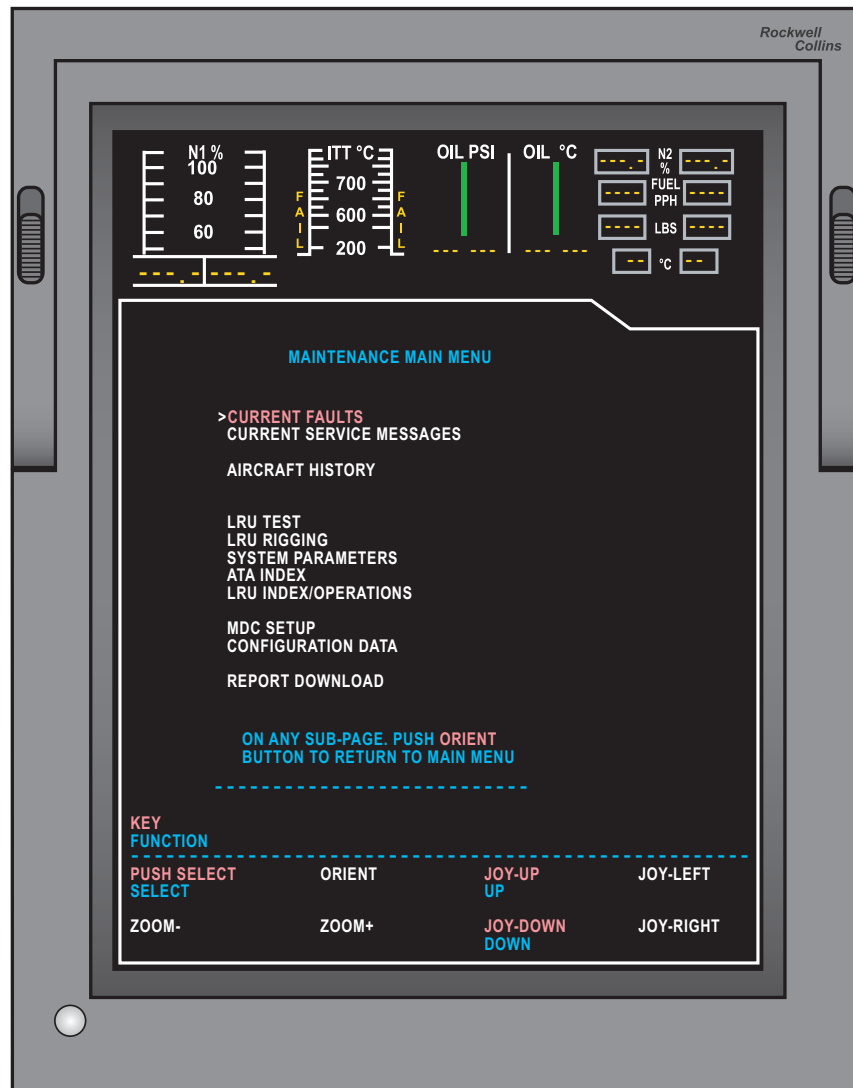 Rockwell
Collins
N1 %
100
80
60
---.- ---.-
ITT °C
700
600
200
FAIL
FAIL
OIL PSI
--- ---
OIL °C
--- ---
---.- N2 % ---.-
---- FUEL PPH ----
---- LBS ----
-- °C --
MAINTENANCE MAIN MENU
>CURRENT FAULTS
CURRENT SERVICE MESSAGES
AIRCRAFT HISTORY
LRU TEST
LRU RIGGING
SYSTEM PARAMETERS
ATA INDEX
LRU INDEX/OPERATIONS
MDC SETUP
CONFIGURATION DATA
REPORT DOWNLOAD
ON ANY SUB-PAGE. PUSH ORIENT
BUTTON TO RETURN TO MAIN MENU
KEY
FUNCTION
PUSH SELECT ORIENT JOY-UP JOY-LEFT
SELECT UP
ZOOM- ZOOM+ JOY-DOWN JOY-RIGHT
DOWN